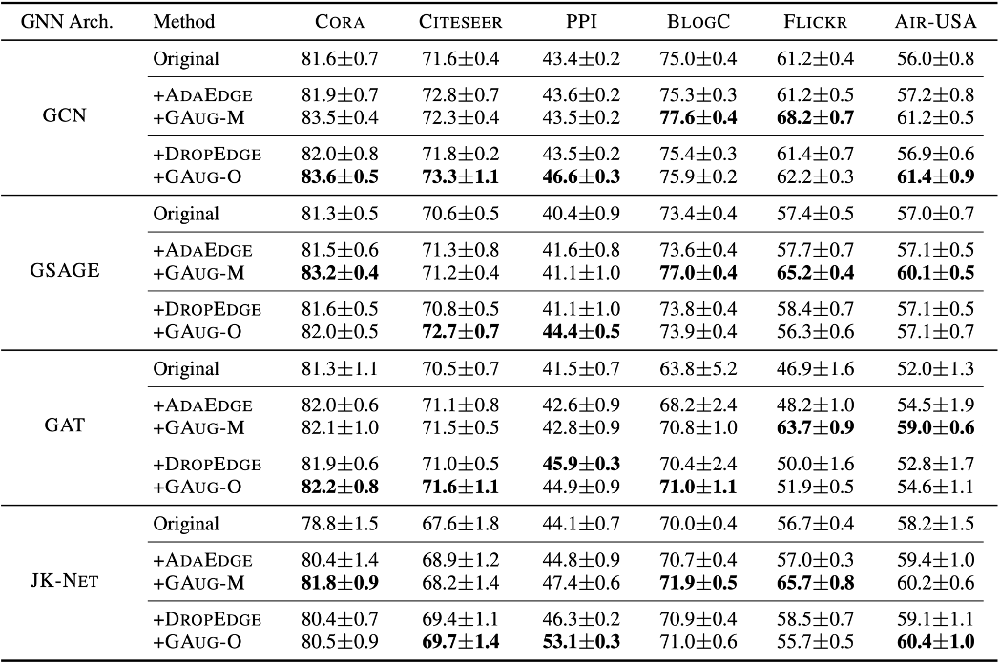 GNN Arch. Method CORA CITESEER PPI BLOGC FLICKR AIR-USA
Original 81.6±0.7 71.6±0.4 43.4±0.2 75.0±0.4 61.2±0.4 56.0±0.8
+ADAEDGE 81.9±0.7 72.8±0.7 43.6±0.2 75.3±0.3 61.2±0.5 57.2±0.8
GCN
+GAUG-M 83.5±0.4 72.3±0.4 43.5±0.2 77.6±0.4 68.2±0.7 61.2±0.5
+DROPEDGE 82.0±0.8 71.8±0.2 43.5±0.2 75.4±0.3 61.4±0.7 56.9±0.6
+GAUG-O 83.6±0.5 73.3±1.1 46.6±0.3 75.9±0.2 62.2±0.3 61.4±0.9
Original 81.3±0.5 70.6±0.5 40.4±0.9 73.4±0.4 57.4±0.5 57.0±0.7
+ADAEDGE 81.5±0.6 71.3±0.8 41.6±0.8 73.6±0.4 57.7±0.7 57.1±0.5
GSAGE
+GAUG-M 83.2±0.4 71.2±0.4 41.1±1.0 77.0±0.4 65.2±0.4 60.1±0.5
+DROPEDGE 81.6±0.5 70.8±0.5 41.1±1.0 73.8±0.4 58.4±0.7 57.1±0.5
+GAUG-O 82.0±0.5 72.7±0.7 44.4±0.5 73.9±0.4 56.3±0.6 57.1±0.7
Original 81.3±1.1 70.5±0.7 41.5±0.7 63.8±5.2 46.9±1.6 52.0±1.3
+ADAEDGE 82.0±0.6 71.1±0.8 42.6±0.9 68.2±2.4 48.2±1.0 54.5±1.9
GAT
+GAUG-M 82.1±1.0 71.5±0.5 42.8±0.9 70.8±1.0 63.7±0.9 59.0±0.6
+DROPEDGE 81.9±0.6 71.0±0.5 45.9±0.3 70.4±2.4 50.0±1.6 52.8±1.7
+GAUG-O 82.2±0.8 71.6±1.1 44.9±0.9 71.0±1.1 51.9±0.5 54.6±1.1
Original 78.8±1.5 67.6±1.8 44.1±0.7 70.0±0.4 56.7±0.4 58.2±1.5
+ADAEDGE 80.4±1.4 68.9±1.2 44.8±0.9 70.7±0.4 57.0±0.3 59.4±1.0
JK-NET
+GAUG-M 81.8±0.9 68.2±1.4 47.4±0.6 71.9±0.5 65.7±0.8 60.2±0.6
+DROPEDGE 80.4±0.7 69.4±1.1 46.3±0.2 70.9±0.4 58.5±0.7 59.1±1.1
+GAUG-O 80.5±0.9 69.7±1.4 53.1±0.3 71.0±0.6 55.7±0.5 60.4±1.0